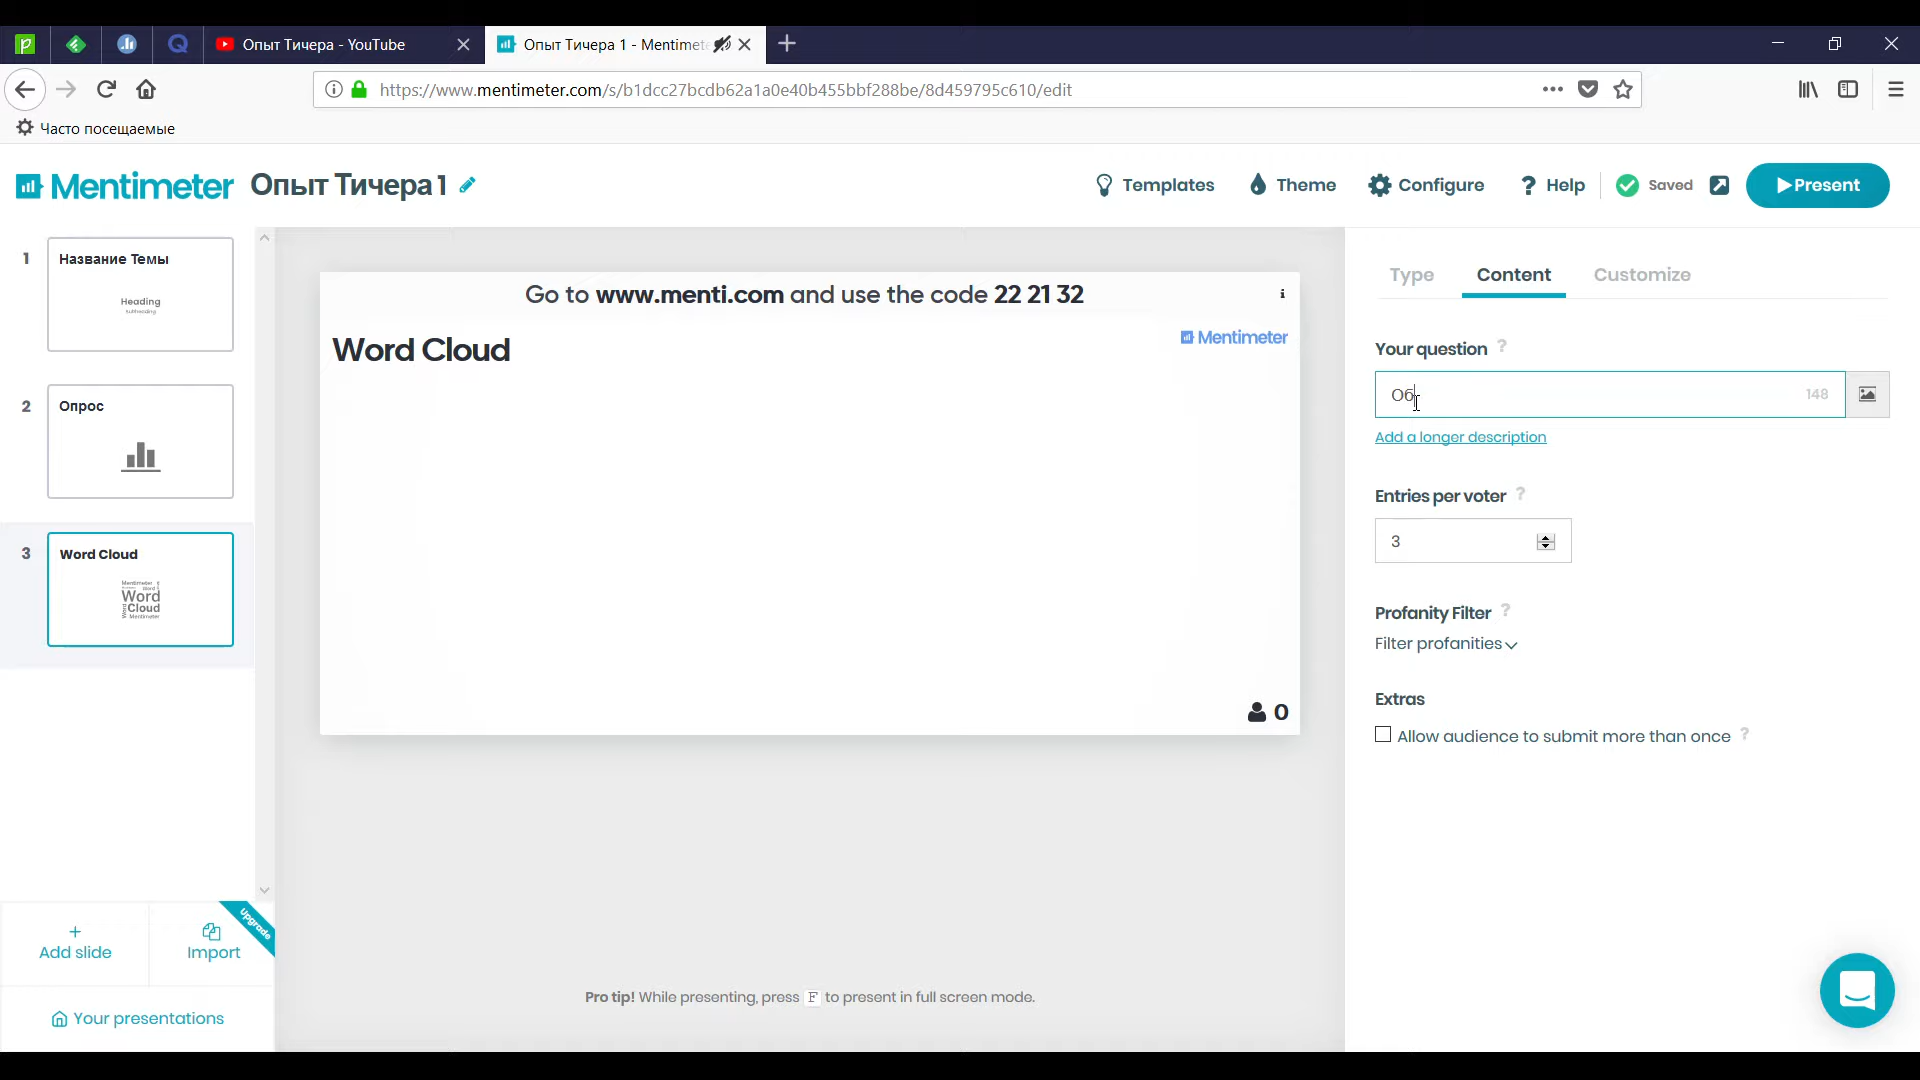 Опыт Тичера - YouTube
Опыт Тичера 1 - Mentimete
https://www.mentimeter.com/s/b1dcc27bcdb62a1a0e40b455bbf288be/8d459795c610/edit
Часто посещаемые
Mentimeter Опыт Тичера 1
Templates Theme Configure ? Help Saved Present
1 Название Темы
Heading
Subheading
2 Опрос
3 Word Cloud
Mentimeter
Word
Cloud
Mentimeter
+
Add slide
Import
Upgrade
Your presentations
Go to www.menti.com and use the code 22 21 32
i
Word Cloud
Mentimeter
0
Pro tip! While presenting, press F to present in full screen mode.
Type Content Customize
Your question ?
Об 148
Add a longer description
Entries per voter ?
3
Profanity Filter ?
Filter profanities
Extras
Allow audience to submit more than once ?